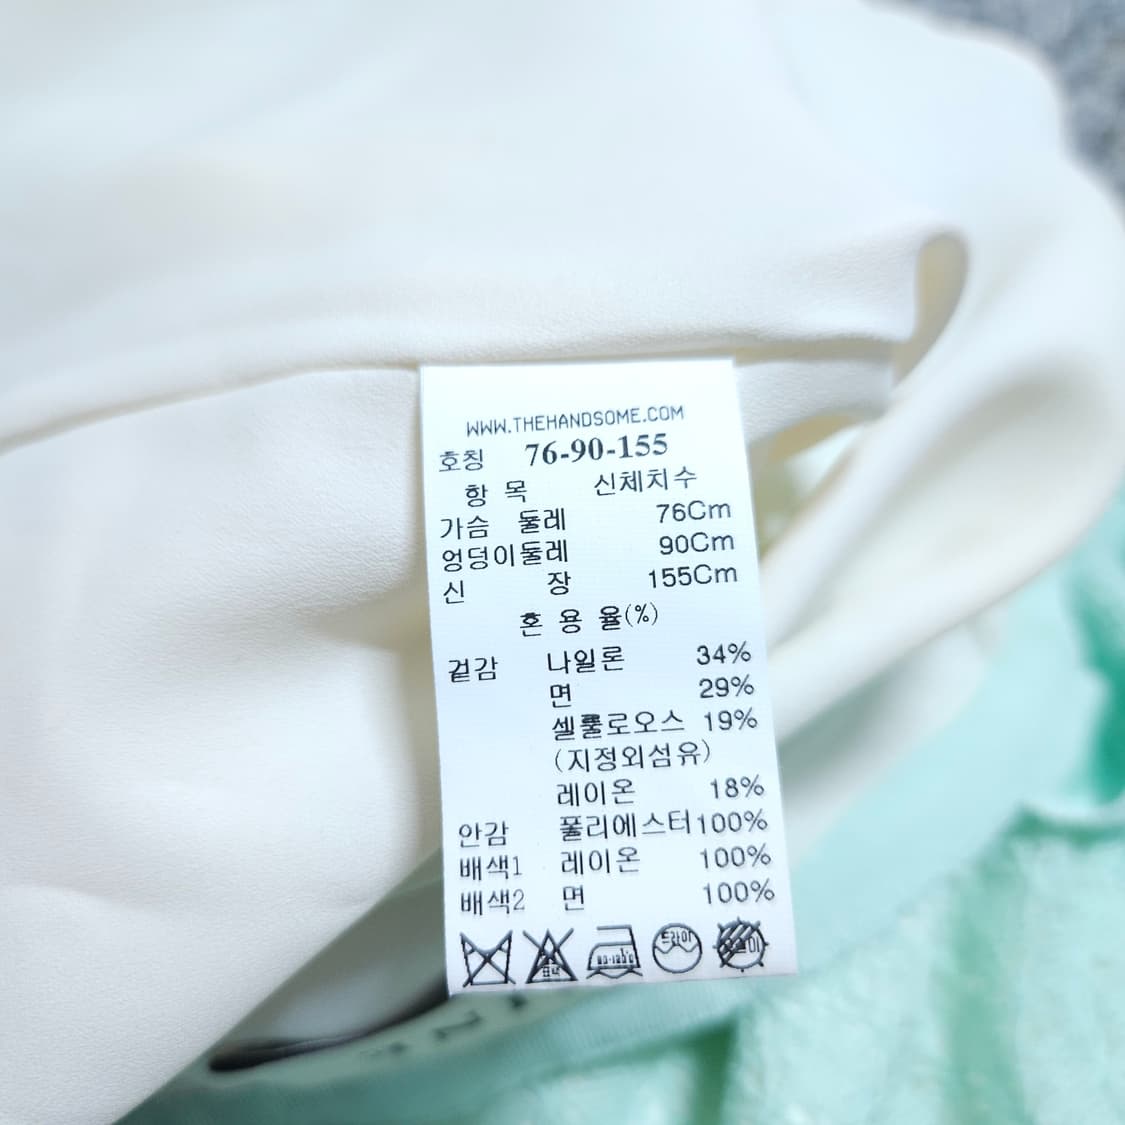 WWW.THEHANDSOME.COM
호칭 76-90-155
항 목 신체치수
가슴 둘레 76Cm
엉덩이둘레 90Cm
신 장 155Cm
혼 용 율(%)
겉감 나일론 34%
면 29%
셀룰로오스 19%
(지정외섬유)
레이온 18%
안감 폴리에스터100%
배색1 레이온 100%
배색2 면 100%
드라이